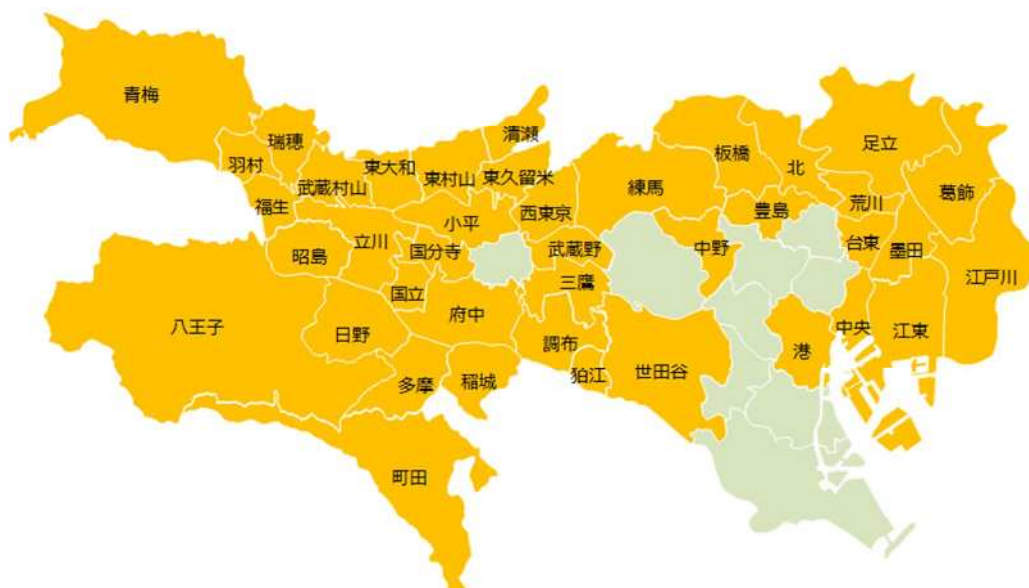 青梅
瑞穂
羽村
武蔵村山
東大和
東村山
清瀬
東久留米
福生
昭島
立川
小平
国分寺
国立
西東京
武蔵野
三鷹
八王子
日野
府中
調布
狛江
多摩
稲城
町田
練馬
板橋
北
足立
葛飾
豊島
荒川
中野
台東
墨田
江戸川
世田谷
港
中央
江東